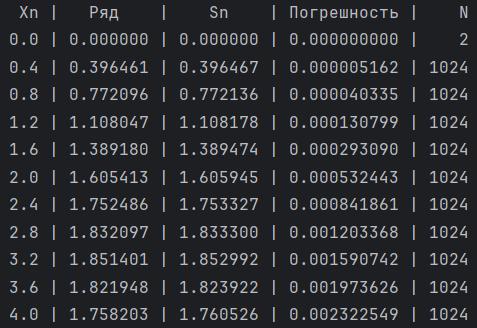 Xn | Ряд | Sn | Погрешность | N
0.0 | 0.000000 | 0.000000 | 0.000000000 | 2
0.4 | 0.396461 | 0.396467 | 0.000005162 | 1024
0.8 | 0.772096 | 0.772136 | 0.000040335 | 1024
1.2 | 1.108047 | 1.108178 | 0.000130799 | 1024
1.6 | 1.389180 | 1.389474 | 0.000293090 | 1024
2.0 | 1.605413 | 1.605945 | 0.000532443 | 1024
2.4 | 1.752486 | 1.753327 | 0.000841861 | 1024
2.8 | 1.832097 | 1.833300 | 0.001203368 | 1024
3.2 | 1.851401 | 1.852992 | 0.001590742 | 1024
3.6 | 1.821948 | 1.823922 | 0.001973626 | 1024
4.0 | 1.758203 | 1.760526 | 0.002322549 | 1024